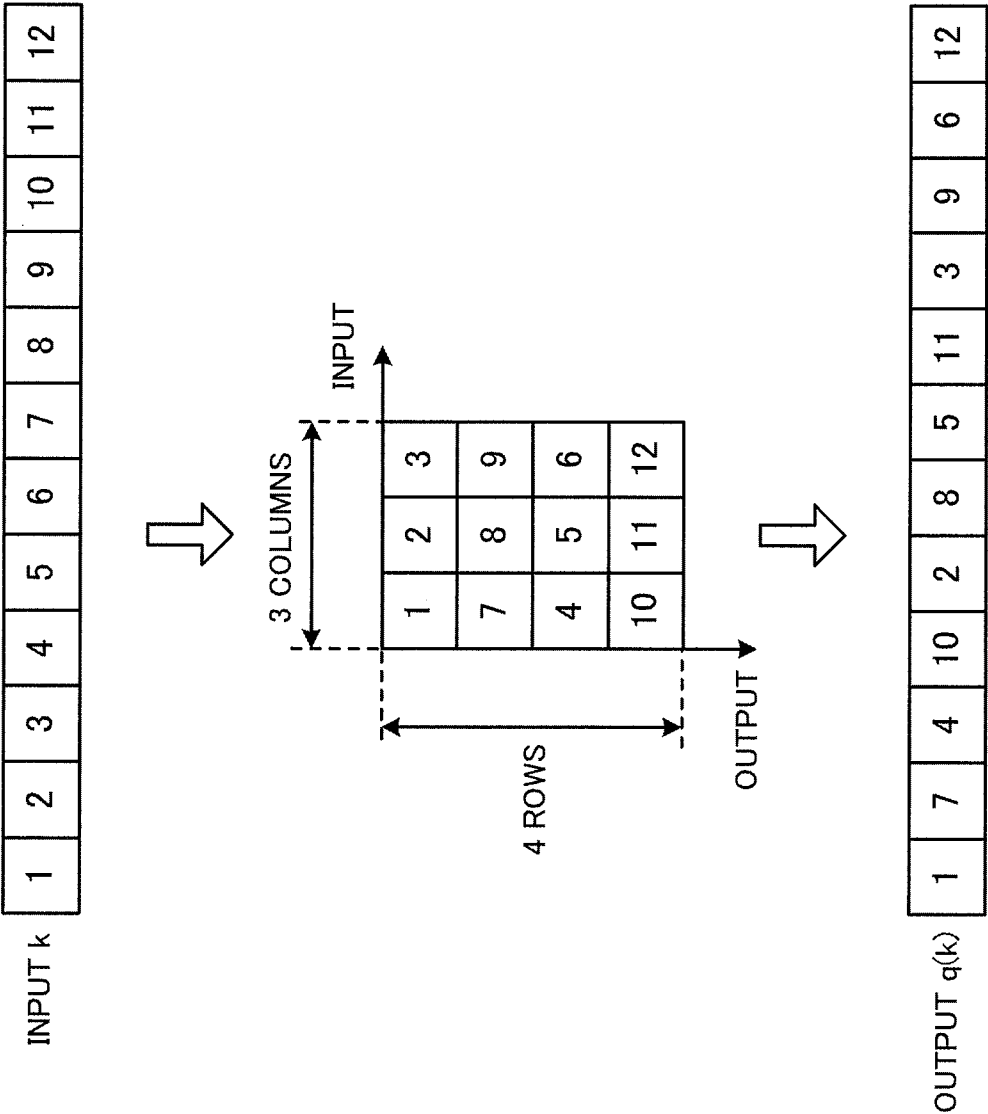 INPUT k 1 2 3 4 5 6 7 8 9 10 11 12
3 COLUMNS
INPUT
1 2 3
7 8 9
4 5 6
10 11 12
4 ROWS
OUTPUT
OUTPUT q(k) 1 7 4 10 2 8 5 11 3 9 6 12